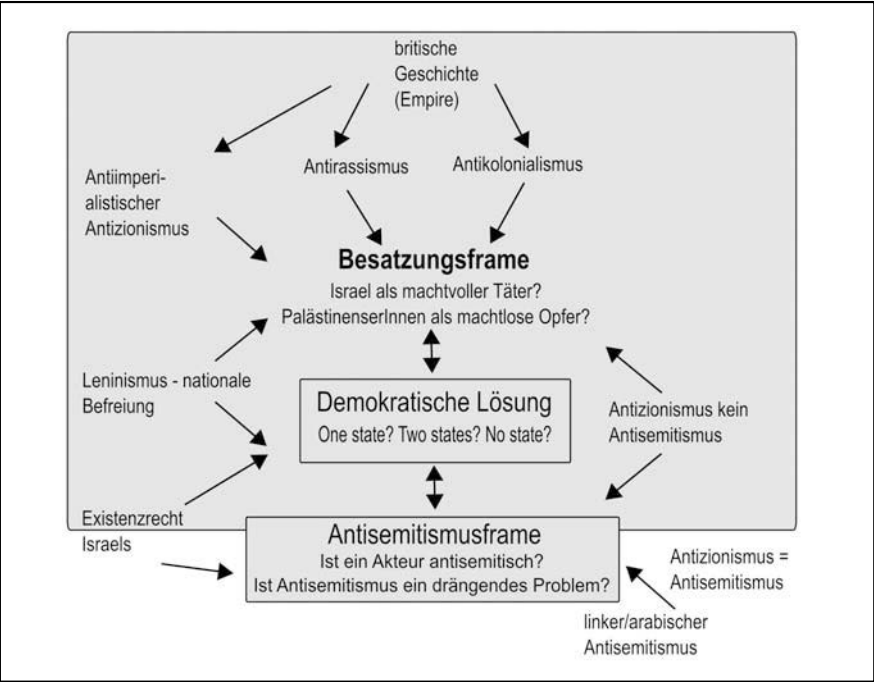 britische
Geschichte
(Empire)
Antirassismus
Antikolonialismus
Antiimperi-
alistischer
Antizionismus
Besatzungsframe
Israel als machtvoller Täter?
PalästinenserInnen als machtlose Opfer?
Leninismus - nationale
Befreiung
Demokratische Lösung
One state? Two states? No state?
Antizionismus kein
Antisemitismus
Existenzrecht
Israels
Antisemitismusframe
Ist ein Akteur antisemitisch?
Ist Antisemitismus ein drängendes Problem?
Antizionismus =
Antisemitismus
linker/arabischer
Antisemitismus